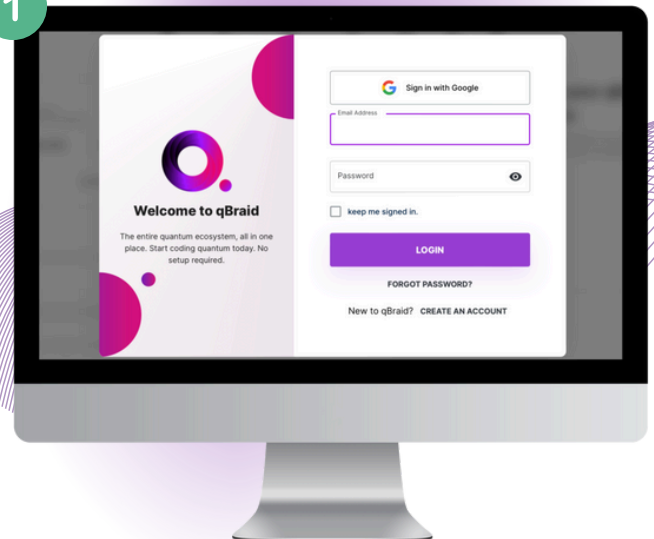 1
Welcome to qBraid
The entire quantum ecosystem, all in one
place. Start coding quantum today. No
setup required.
Sign in with Google
Email Address
Password
keep me signed in.
LOGIN
FORGOT PASSWORD?
New to qBraid? CREATE AN ACCOUNT